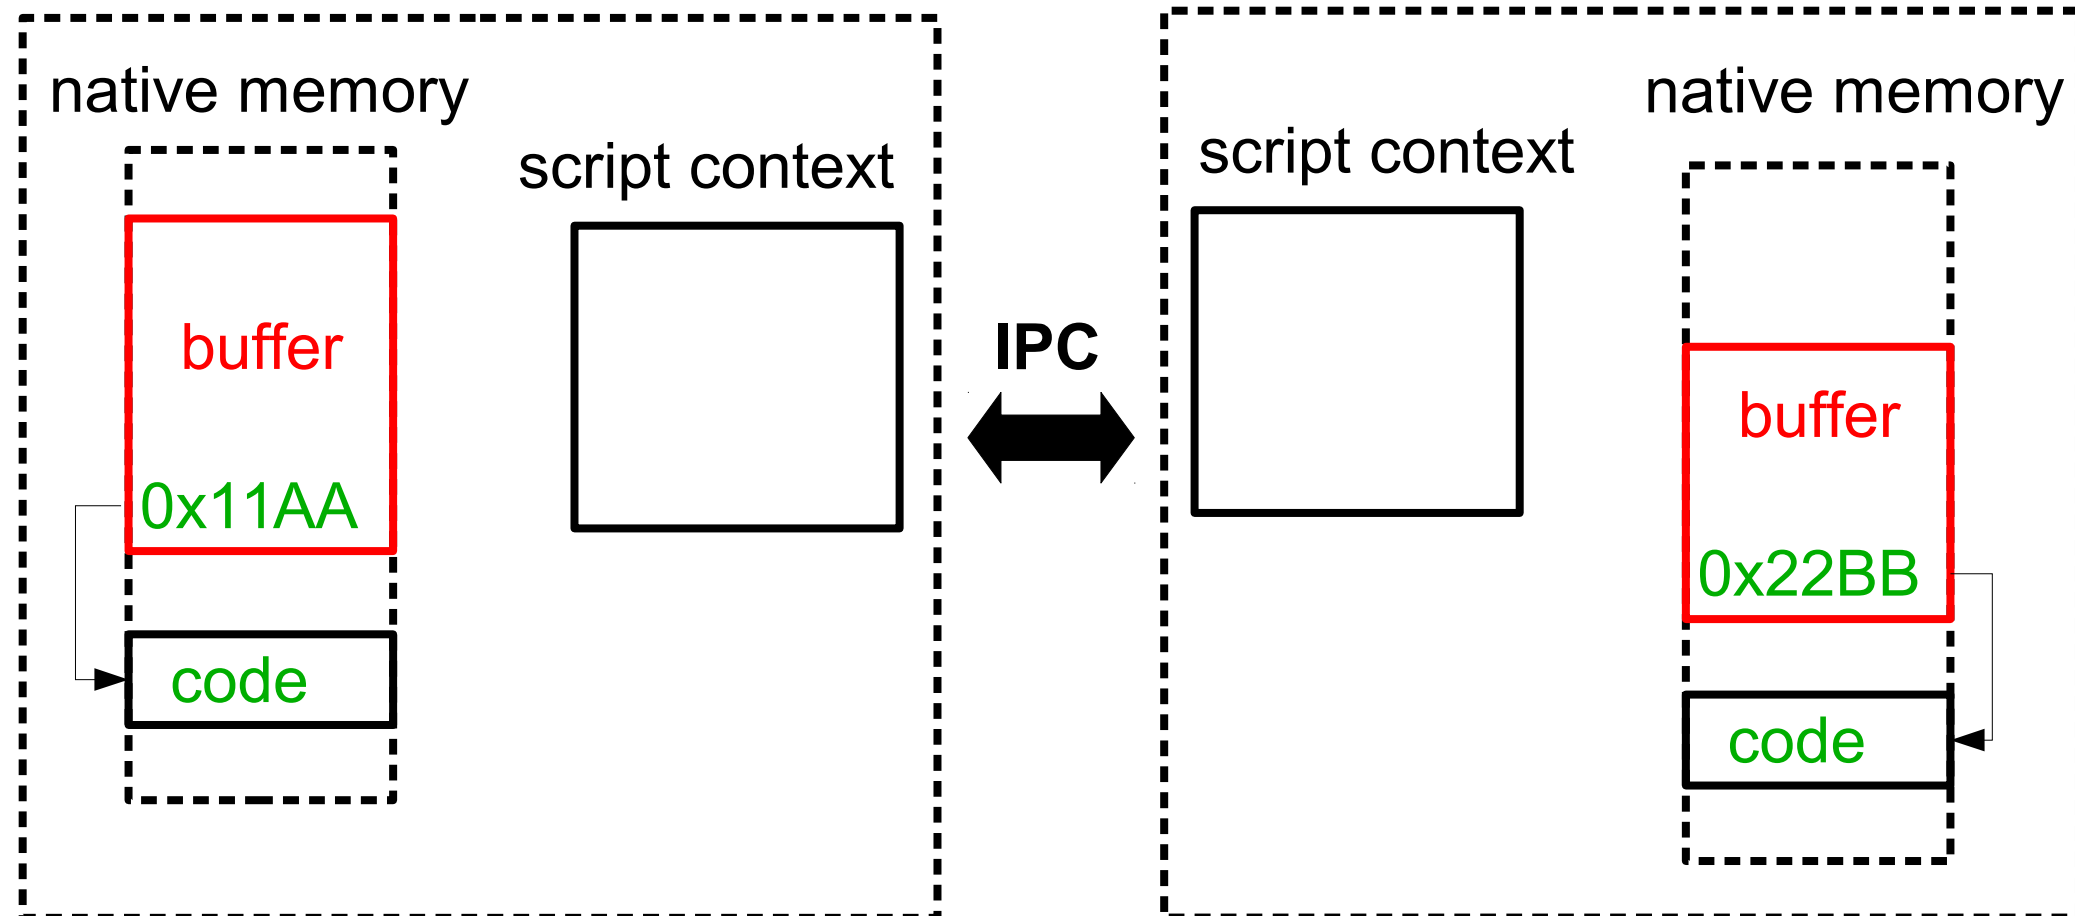 native memory
script context
buffer
0x11AA
code
IPC
script context
native memory
buffer
0x22BB
code